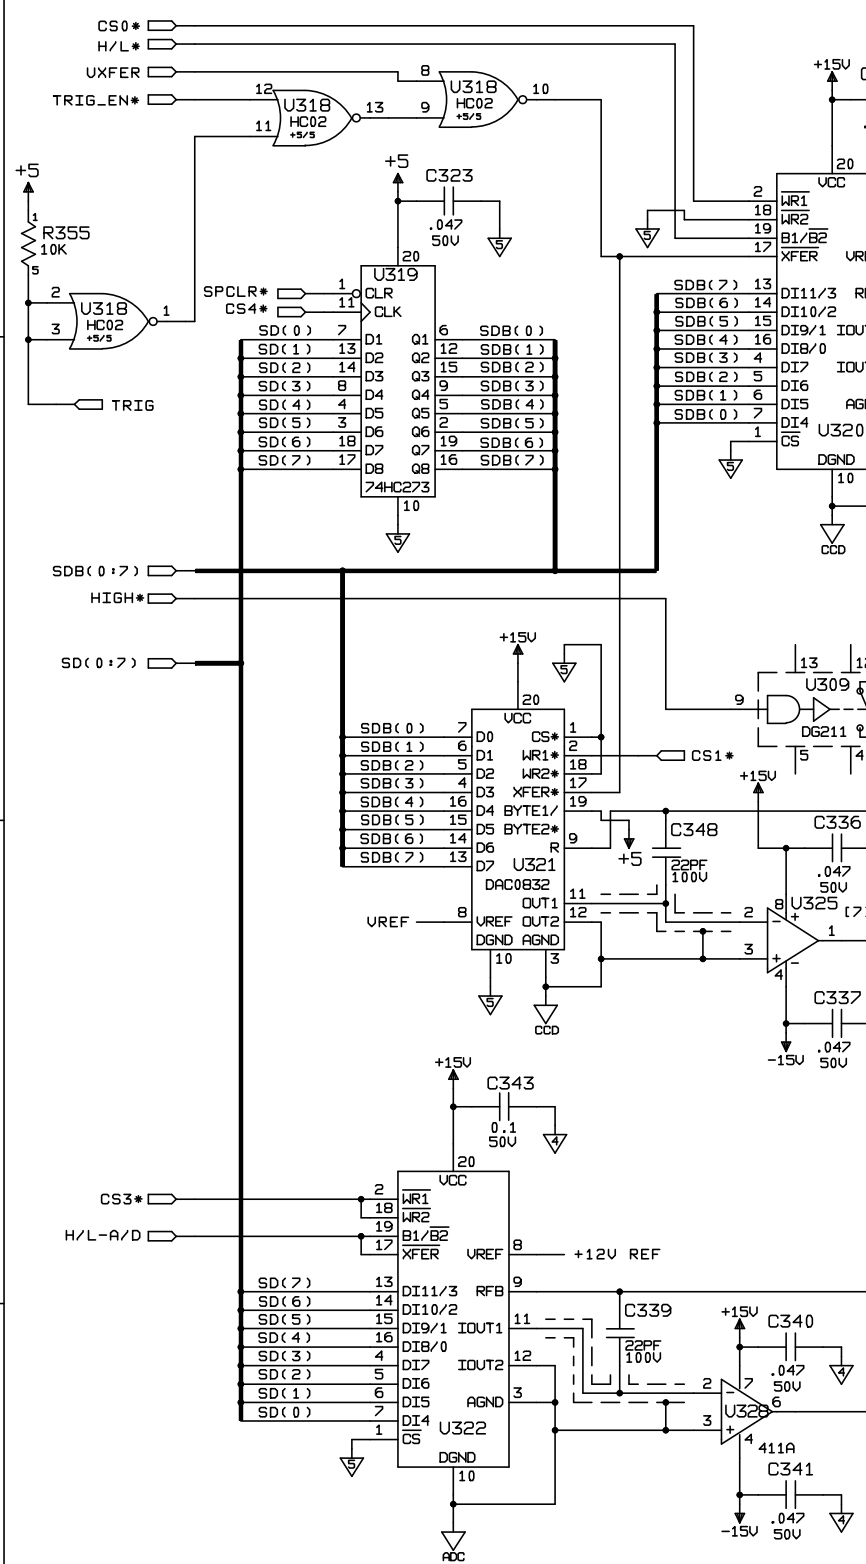 CS0*
H/L*
VXFER
TRIG_EN*
12
11
U318
HC02
+5/5
13
8
9
U318
HC02
+5/5
10
+15V
20
VCC
2 WR1
18 WR2
19 B1/B2
17 XFER
5
SDB(7) 13 DI11/3
SDB(6) 14 DI10/2
SDB(5) 15 DI9/1
SDB(4) 16 DI8/0
SDB(3) 4 DI7
SDB(2) 5 DI6
SDB(1) 6 DI5
SDB(0) 7 DI4
1 CS
U320
5
DGND
10
CCD
+5
1
R355
10K
5
2
3
U318
HC02
+5/5
1
TRIG
+5
C323
.047
50V
5
20
U319
SPCLR* 1 CLR
CS4* 11 CLK
SD(0) 7 D1 Q1 6 SDB(0)
SD(1) 13 D2 Q2 12 SDB(1)
SD(2) 14 D3 Q3 15 SDB(2)
SD(3) 8 D4 Q4 9 SDB(3)
SD(4) 4 D5 Q5 5 SDB(4)
SD(5) 3 D6 Q6 2 SDB(5)
SD(6) 18 D7 Q7 19 SDB(6)
SD(7) 17 D8 Q8 16 SDB(7)
74HC273
10
5
SDB(0:7)
HIGH*
SD(0:7)
+15V
5
20
VCC
SDB(0) 7 D0 CS* 1
SDB(1) 6 D1 WR1* 2 CS1*
SDB(2) 5 D2 WR2* 18
SDB(3) 4 D3 XFER* 17
SDB(4) 16 D4 BYTE1/ 19
SDB(5) 15 D5 BYTE2*
SDB(6) 14 D6 R 9
SDB(7) 13 D7 U321
DAC0832
OUT1 11
VREF 8 VREF OUT2 12
DGND AGND
10
3
5
CCD
+5
C348
22PF
100V
13
9
U309
DG211
5
4
+15V
C336
.047
50V
8
U325
2 -
3 +
+
-
1
4
C337
.047
50V
-15V
+15V
C343
0.1
50V
4
20
VCC
CS3* 2 WR1
18 WR2
H/L-A/D 19 B1/B2
17 XFER VREF 8 +12V REF
SD(7) 13 DI11/3 RFB 9
SD(6) 14 DI10/2
SD(5) 15 DI9/1 IOUT1 11
SD(4) 16 DI8/0
SD(3) 4 DI7 IOUT2 12
SD(2) 5 DI6
SD(1) 6 DI5 AGND 3
SD(0) 7 DI4
1 CS U322
5
DGND
10
ADC
C339
22PF
100V
+15V
C340
.047
50V
4
7
2 -
U328
6
3 +
4
411A
C341
.047
50V
4
-15V